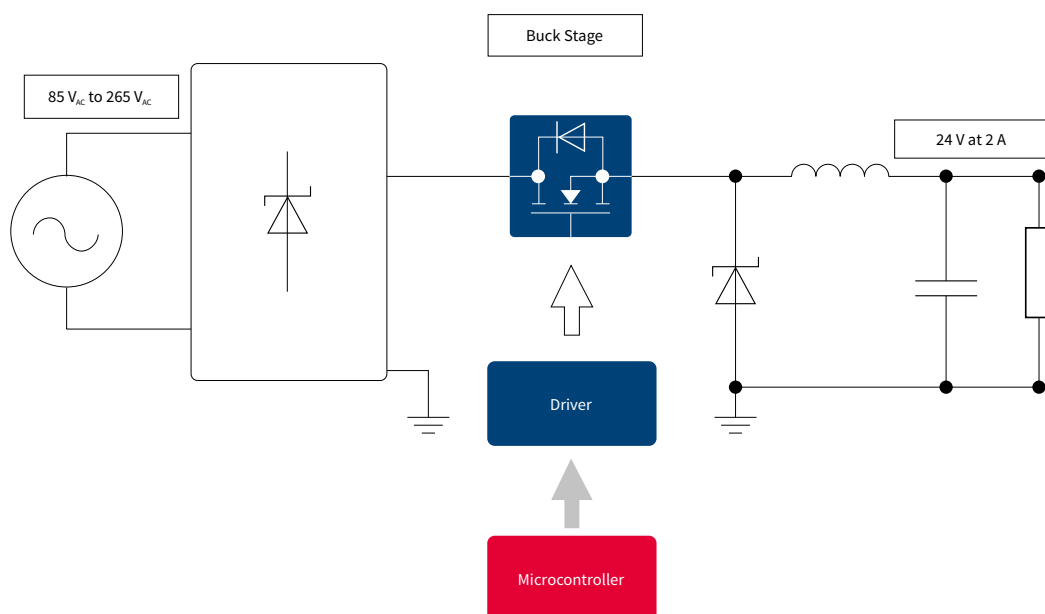 Buck Stage
85 VAC to 265 VAC
24 V at 2 A
Driver
Microcontroller